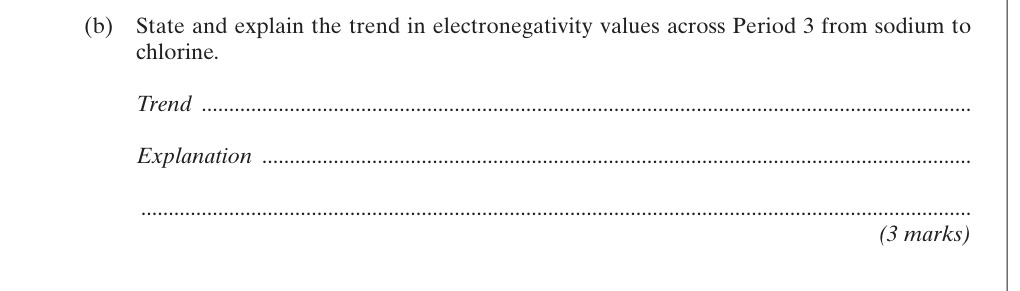 (b) State and explain the trend in electronegativity values across Period 3 from sodium to
chlorine.
Trend ................................................................................
Explanation ................................................................................
................................................................................
(3 marks)